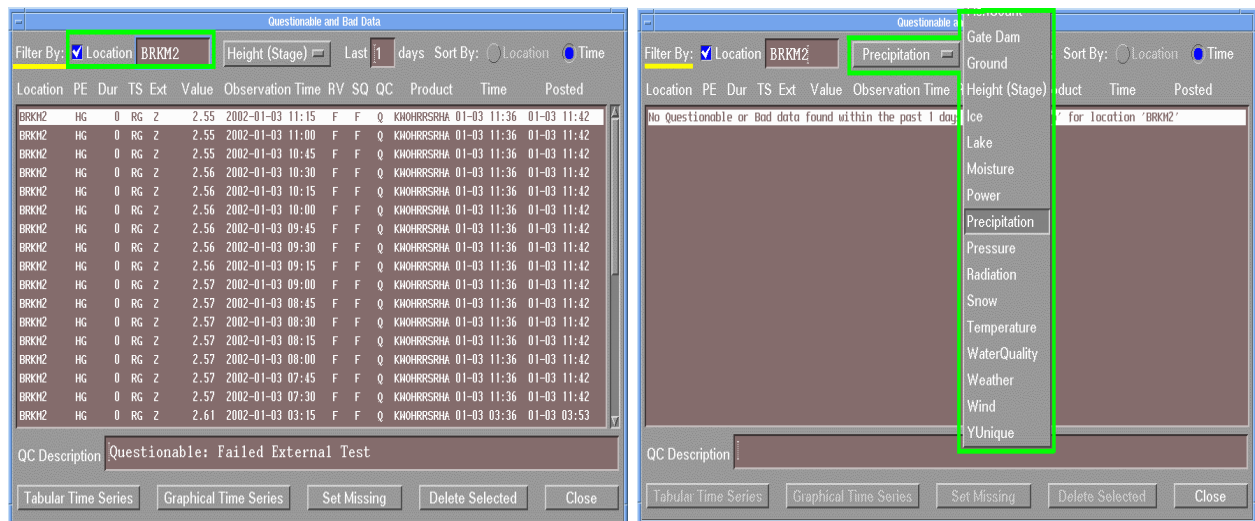 Questionable and Bad Data
Filter By: Location BRKM2 Height (Stage) Last 1 days Sort By: Location Time
Location PE Dur TS Ext Value Observation Time RV SQ QC Product Time Posted
BRKM2 HG 0 RG Z 2.55 2002-01-03 11:15 F F Q KWOHRRSRHA 01-03 11:36 01-03 11:42
BRKM2 HG 0 RG Z 2.55 2002-01-03 11:00 F F Q KWOHRRSRHA 01-03 11:36 01-03 11:42
BRKM2 HG 0 RG Z 2.55 2002-01-03 10:45 F F Q KWOHRRSRHA 01-03 11:36 01-03 11:42
BRKM2 HG 0 RG Z 2.56 2002-01-03 10:30 F F Q KWOHRRSRHA 01-03 11:36 01-03 11:42
BRKM2 HG 0 RG Z 2.56 2002-01-03 10:15 F F Q KWOHRRSRHA 01-03 11:36 01-03 11:42
BRKM2 HG 0 RG Z 2.56 2002-01-03 10:00 F F Q KWOHRRSRHA 01-03 11:36 01-03 11:42
BRKM2 HG 0 RG Z 2.56 2002-01-03 09:45 F F Q KWOHRRSRHA 01-03 11:36 01-03 11:42
BRKM2 HG 0 RG Z 2.56 2002-01-03 09:30 F F Q KWOHRRSRHA 01-03 11:36 01-03 11:42
BRKM2 HG 0 RG Z 2.56 2002-01-03 09:15 F F Q KWOHRRSRHA 01-03 11:36 01-03 11:42
BRKM2 HG 0 RG Z 2.57 2002-01-03 09:00 F F Q KWOHRRSRHA 01-03 11:36 01-03 11:42
BRKM2 HG 0 RG Z 2.57 2002-01-03 08:45 F F Q KWOHRRSRHA 01-03 11:36 01-03 11:42
BRKM2 HG 0 RG Z 2.57 2002-01-03 08:30 F F Q KWOHRRSRHA 01-03 11:36 01-03 11:42
BRKM2 HG 0 RG Z 2.57 2002-01-03 08:15 F F Q KWOHRRSRHA 01-03 11:36 01-03 11:42
BRKM2 HG 0 RG Z 2.57 2002-01-03 08:00 F F Q KWOHRRSRHA 01-03 11:36 01-03 11:42
BRKM2 HG 0 RG Z 2.57 2002-01-03 07:45 F F Q KWOHRRSRHA 01-03 11:36 01-03 11:42
BRKM2 HG 0 RG Z 2.57 2002-01-03 07:30 F F Q KWOHRRSRHA 01-03 11:36 01-03 11:42
BRKM2 HG 0 RG Z 2.61 2002-01-03 03:15 F F Q KWOHRRSRHA 01-03 03:36 01-03 03:53
QC Description Questionable: Failed External Test
Tabular Time Series Graphical Time Series Set Missing Delete Selected Close
Questionable a
Filter By: Location BRKM2 Precipitation Sort By: Location Time
Location PE Dur TS Ext Value Observation Time duct Time Posted
No Questionable or Bad data found within the past 1 day ' for location 'BRKM2'
Gate Dam
Ground
Height (Stage)
Ice
Lake
Moisture
Power
Precipitation
Pressure
Radiation
Snow
Temperature
WaterQuality
Weather
Wind
YUnique
QC Description
Tabular Time Series Graphical Time Series Set Missing Delete Selected Close